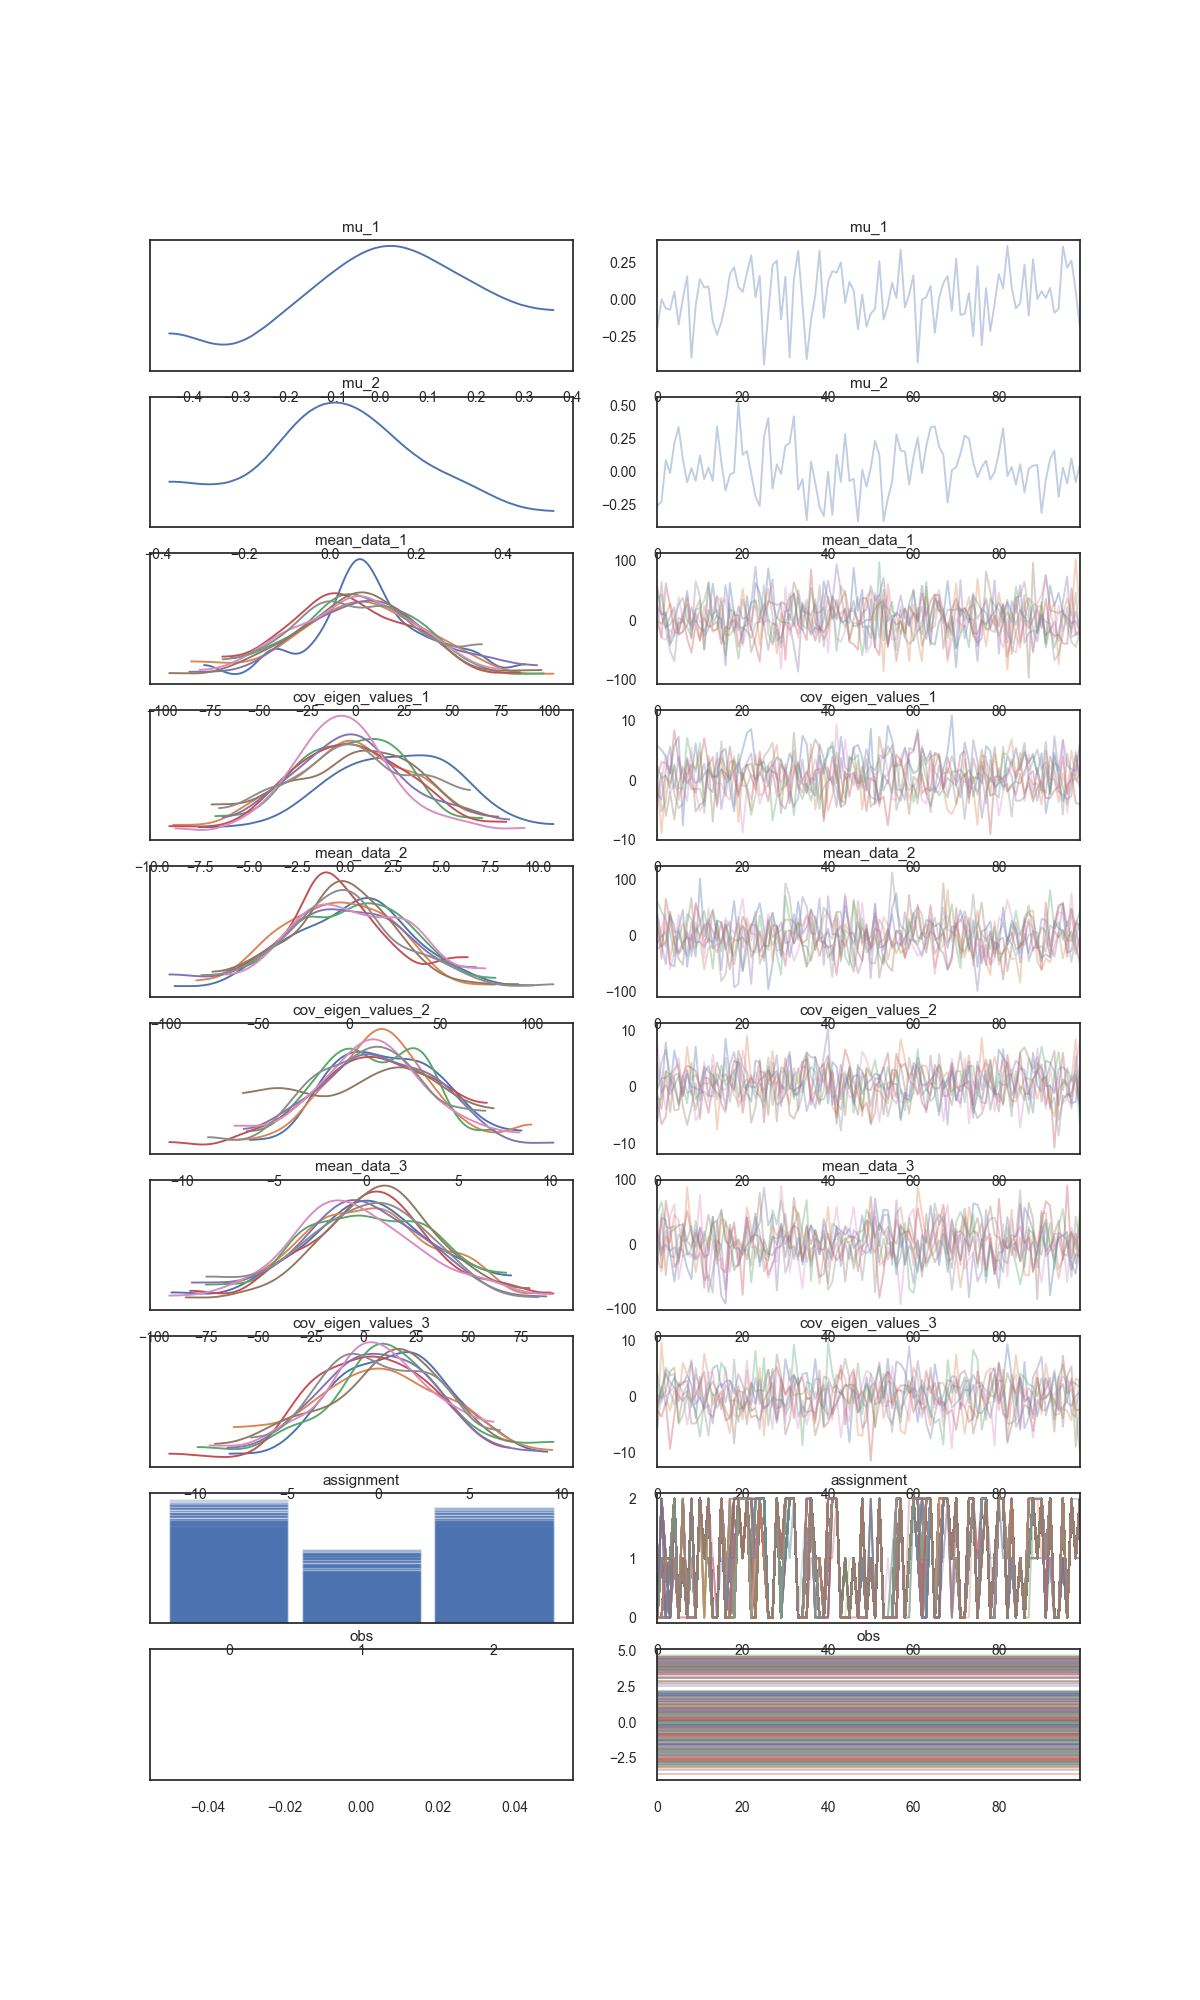 mu_1 mu_1
0.25
0.00
−0.25
mu_2 mu_2
−0.4 −0.3 −0.2 −0.1 0.0 0.1 0.2 0.3 0.4 0 20 40 60 80
0.50
0.25
0.00
−0.25
mean_data_1 mean_data_1
−0.4 −0.2 0.0 0.2 0.4 0 20 40 60 80
100
0
−100
cov_eigen_values_1 cov_eigen_values_1
−100 −75 −50 −25 0 25 50 75 100 0 20 40 60 80
10
0
−10
mean_data_2 mean_data_2
−10.0 −7.5 −5.0 −2.5 0.0 2.5 5.0 7.5 10.0 0 20 40 60 80
100
0
−100
cov_eigen_values_2 cov_eigen_values_2
−100 −50 0 50 100 0 20 40 60 80
10
0
−10
mean_data_3 mean_data_3
−10 −5 0 5 10 0 20 40 60 80
100
0
−100
cov_eigen_values_3 cov_eigen_values_3
−100 −75 −50 −25 0 25 50 75 0 20 40 60 80
10
0
−10
assignment assignment
−10 −5 0 5 10 0 20 40 60 80
2
1
0
obs obs
0 1 2 0 20 40 60 80
5.0
2.5
0.0
−2.5
−0.04 −0.02 0.00 0.02 0.04 0 20 40 60 80